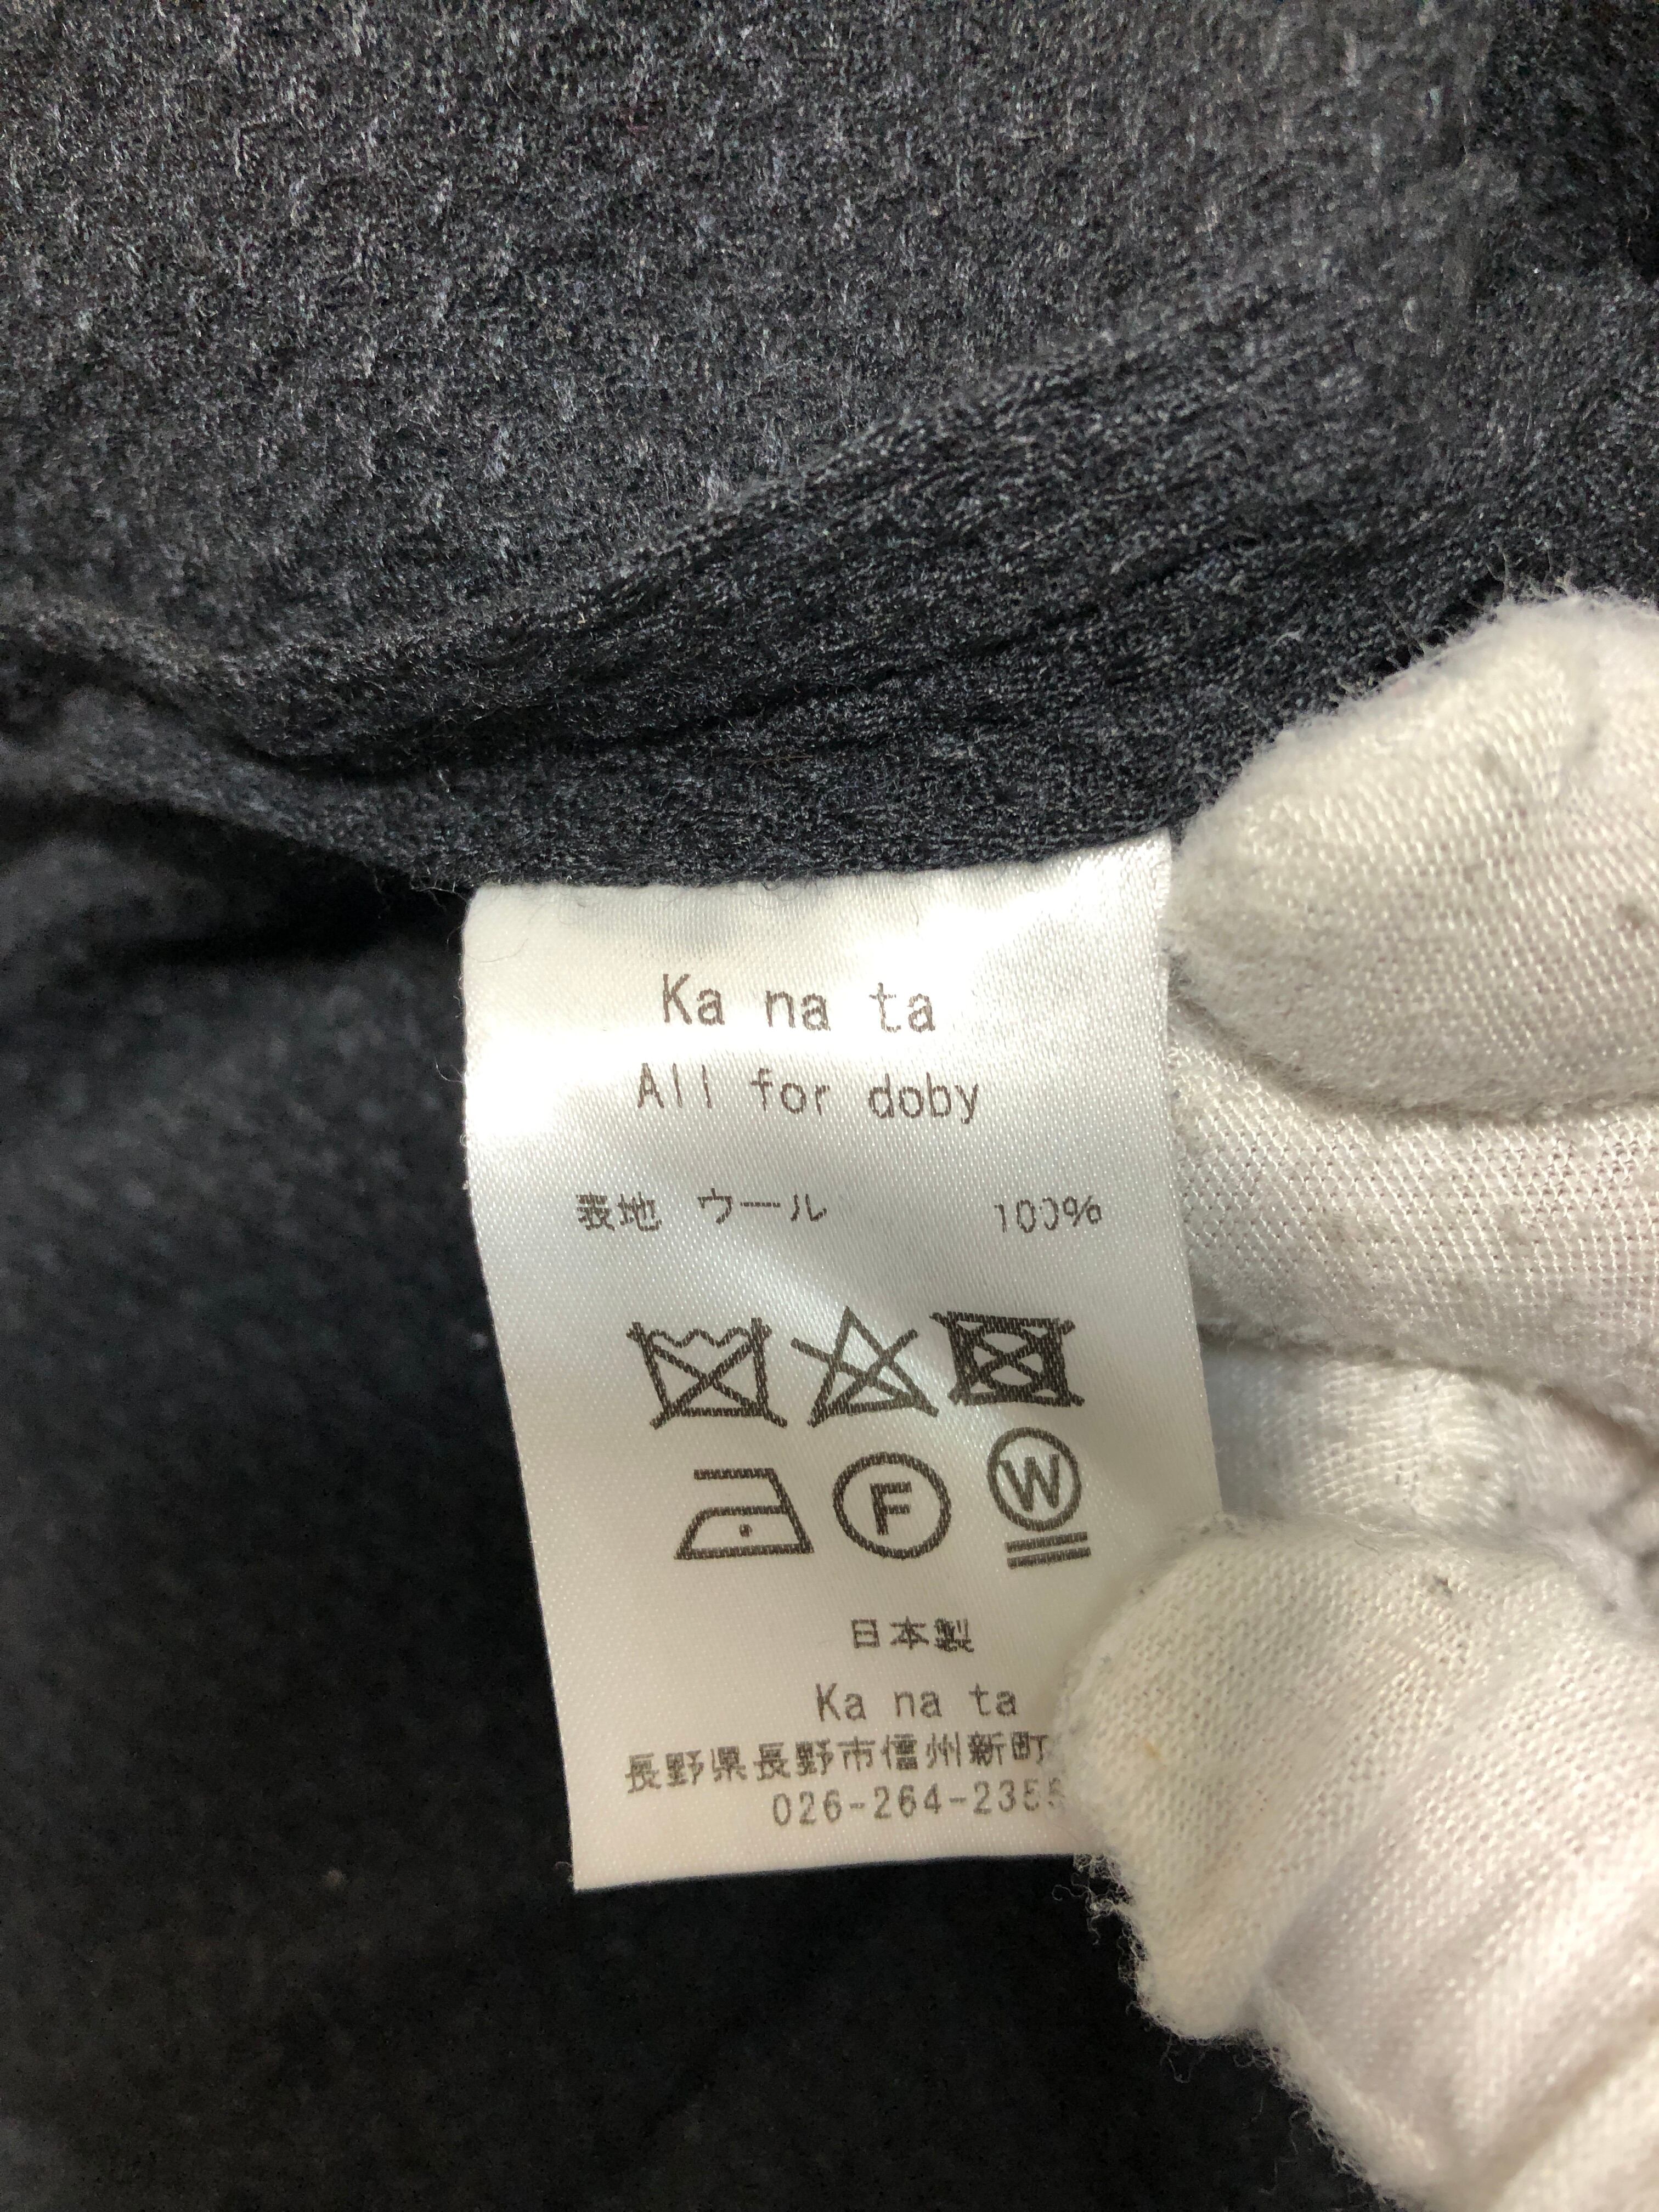 Ka na ta
All for doby
表地 ウール 100%
F W
日本製
Ka na ta
長野県長野市信州新町
026-264-235